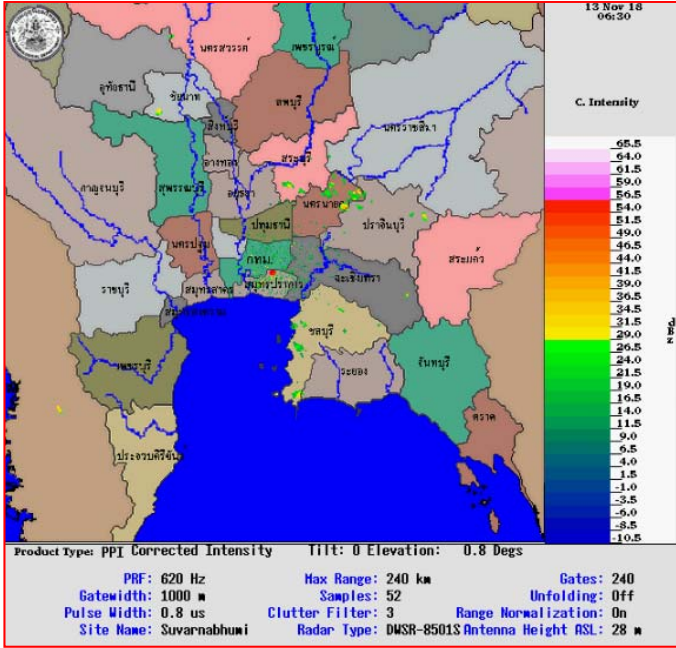 13 Nov 18
06:30
C. Intensity
65.5
64.0
61.5
59.0
56.5
54.0
51.5
49.0
46.5
44.0
41.5
39.0
36.5
34.0
31.5
29.0
26.5
24.0
21.5
19.0
16.5
14.0
11.5
9.0
6.5
4.0
1.5
-1.0
-3.5
-6.0
-8.5
-10.5
dBZ
นครสวรรค์
เพชรบูรณ์
อุทัยธานี
ชัยนาท
ลพบุรี
สิงห์บุรี
นครราชสีมา
อ่างทอง
สระบุรี
กาญจนบุรี
สุพรรณบุรี
อยุธยา
นครนายก
ปราจีนบุรี
ปทุมธานี
นครปฐม
กทม.
สระแก้ว
ฉะเชิงเทรา
ราชบุรี
สมุทรสาคร
สมุทรปราการ
สมุทรสงคราม
ชลบุรี
เพชรบุรี
ระยอง
จันทบุรี
ตราด
ประจวบคีรีขันธ์
Product Type: PPI Corrected Intensity Tilt: 0 Elevation: 0.8 Degs
PRF: 620 Hz Max Range: 240 km Gates: 240
Gatewidth: 1000 m Samples: 52 Unfolding: Off
Pulse Width: 0.8 us Clutter Filter: 3 Range Normalization: On
Site Name: Suvarnabhumi Radar Type: DWSR-8501S Antenna Height ASL: 28 m